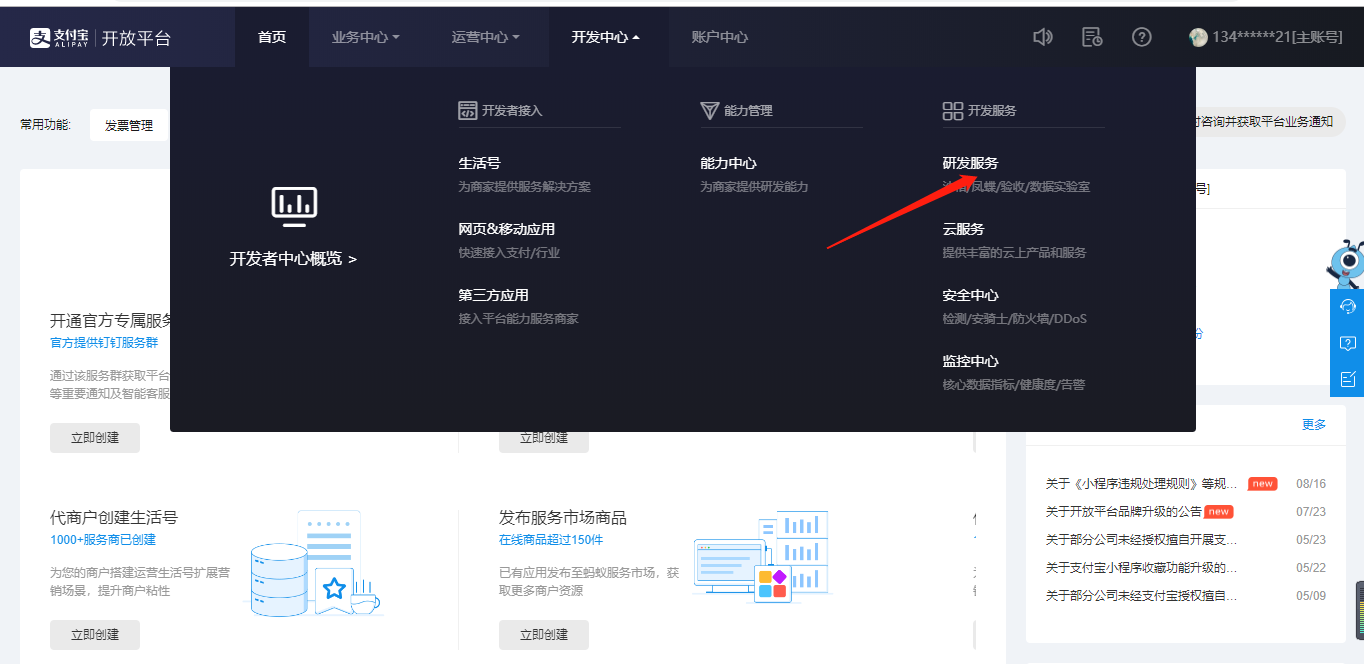 支付宝 ALIPAY 开放平台 首页 业务中心 运营中心 开发中心 账户中心 134******21[主账号]
常用功能: 发票管理
时咨询并获取平台业务通知
开发者中心概览 >
开发者接入
生活号
为商家提供服务解决方案
网页&移动应用
快速接入支付/行业
第三方应用
接入平台能力服务商家
能力管理
能力中心
为商家提供研发能力
开发服务
研发服务
沙箱/凤蝶/验收/数据实验室
云服务
提供丰富的云上产品和服务
安全中心
检测/安骑士/防火墙/DDoS
监控中心
核心数据指标/健康度/告警
号]
开通官方专属服务
官方提供钉钉服务群
通过该服务群获取平台
等重要通知及智能客服
立即创建
立即创建
代商户创建生活号
1000+服务商已创建
为您的商户搭建运营生活号扩展营
销场景，提升商户粘性
立即创建
发布服务市场商品
在线商品超过150件
已有应用发布至蚂蚁服务市场，获
取更多商户资源
立即创建
更多
关于《小程序违规处理规则》等规... new 08/16
关于开放平台品牌升级的公告 new 07/23
关于部分公司未经授权擅自开展支... 05/23
关于支付宝小程序收藏功能升级的... 05/22
关于部分公司未经支付宝授权擅自... 05/09